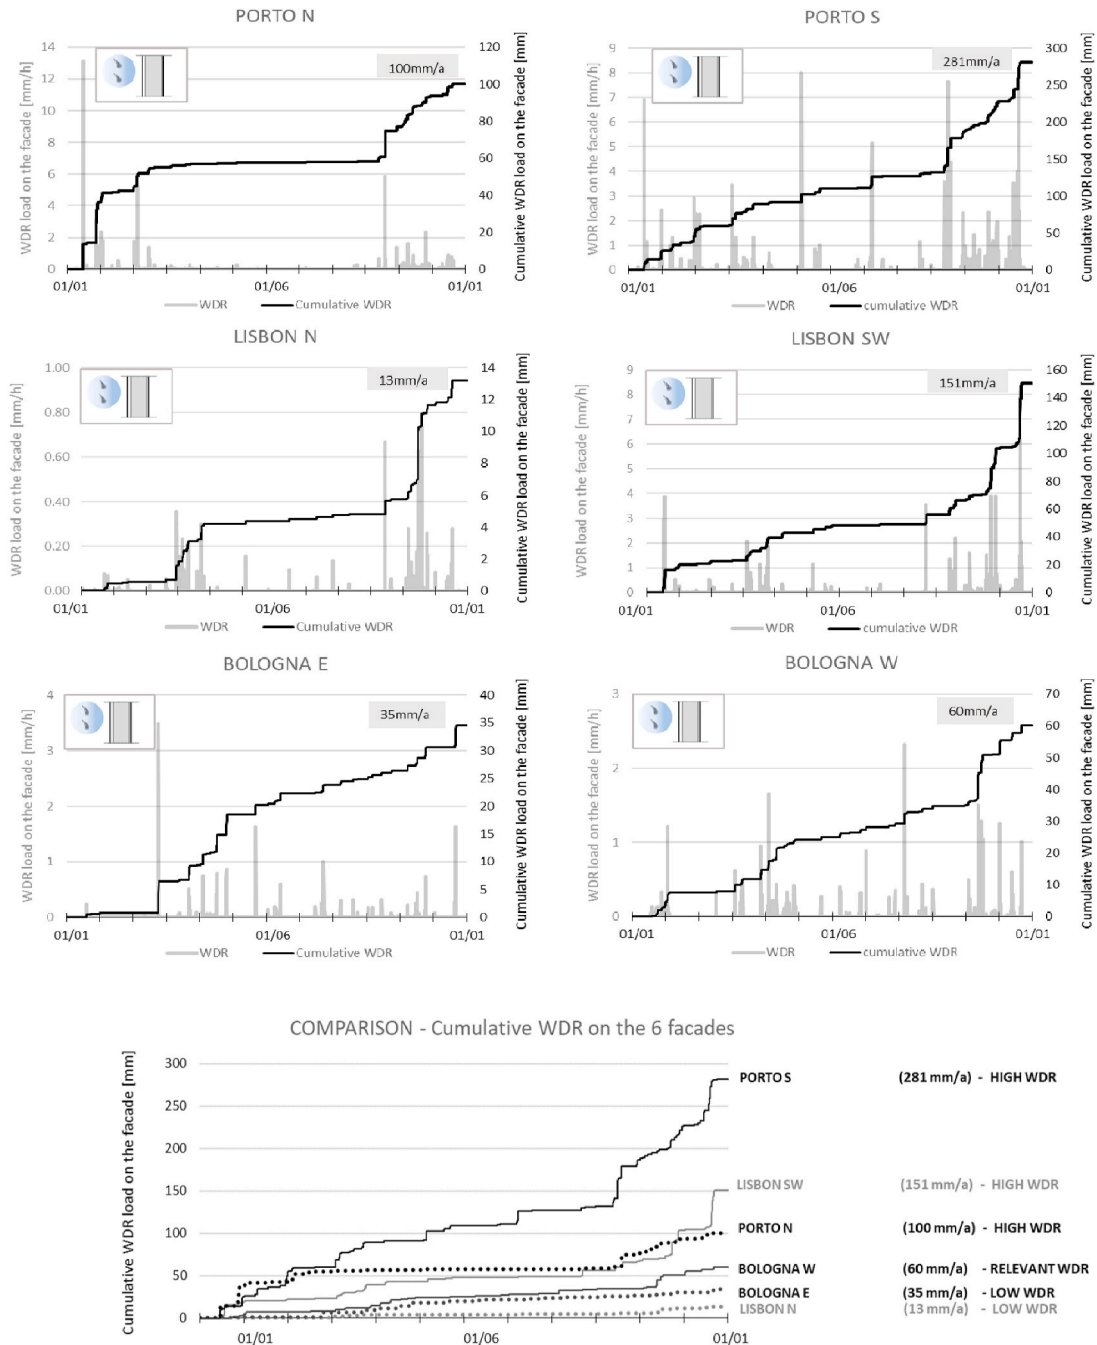 PORTO N
WDR load on the facade [mm/h]
14
12
10
8
6
4
2
0
100mm/a
120
100
80
60
40
20
0
Cumulative WDR load on the facade [mm]
01/01 01/06 01/01
WDR Cumulative WDR
PORTO S
WDR load on the facade [mm/h]
9
8
7
6
5
4
3
2
1
0
281mm/a
300
250
200
150
100
50
0
Cumulative WDR load on the facade [mm]
01/01 01/06 01/01
WDR cumulative WDR
LISBON N
WDR load on the facade [mm/h]
1.00
0.80
0.60
0.40
0.20
0.00
13mm/a
14
12
10
8
6
4
2
0
Cumulative WDR load on the facade [mm]
01/01 01/06 01/01
WDR Cumulative WDR
LISBON SW
WDR load on the facade [mm/h]
9
8
7
6
5
4
3
2
1
0
151mm/a
160
140
120
100
80
60
40
20
0
Cumulative WDR load on the facade [mm]
01/01 01/06 01/01
WDR cumulative WDR
BOLOGNA E
WDR load on the facade [mm/h]
4
3
2
1
0
35mm/a
40
35
30
25
20
15
10
5
0
Cumulative WDR load on the facade [mm]
01/01 01/06 01/01
WDR Cumulative WDR
BOLOGNA W
WDR load on the facade [mm/h]
3
2
1
0
60mm/a
70
60
50
40
30
20
10
0
Cumulative WDR load on the facade [mm]
01/01 01/06 01/01
WDR cumulative WDR
COMPARISON - Cumulative WDR on the 6 facades
Cumulative WDR load on the facade [mm]
300
250
200
150
100
50
0
01/01 01/06 01/01
PORTO S (281 mm/a) - HIGH WDR
LISBON SW (151 mm/a) - HIGH WDR
PORTO N (100 mm/a) - HIGH WDR
BOLOGNA W (60 mm/a) - RELEVANT WDR
BOLOGNA E (35 mm/a) - LOW WDR
LISBON N (13 mm/a) - LOW WDR